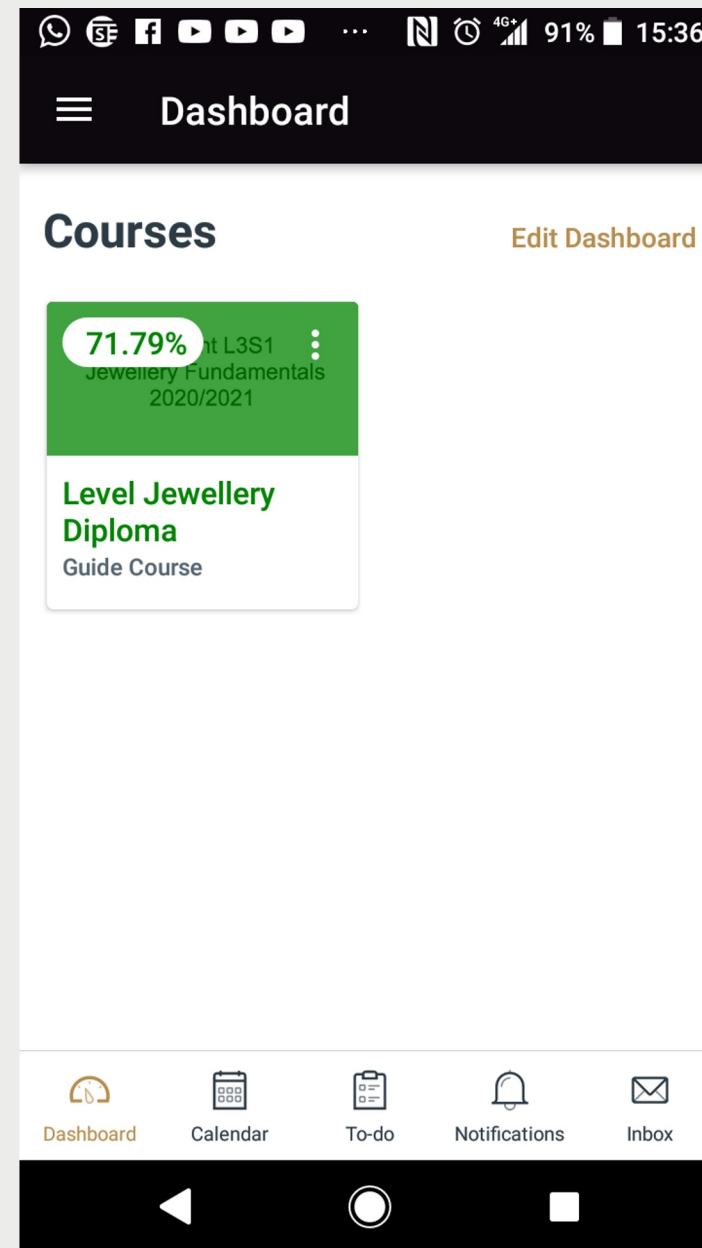 4G+ 91% 15:36
Dashboard
Courses
Edit Dashboard
71.79% L3S1
Jewellery Fundamentals
2020/2021
Level Jewellery
Diploma
Guide Course
Dashboard Calendar To-do Notifications Inbox